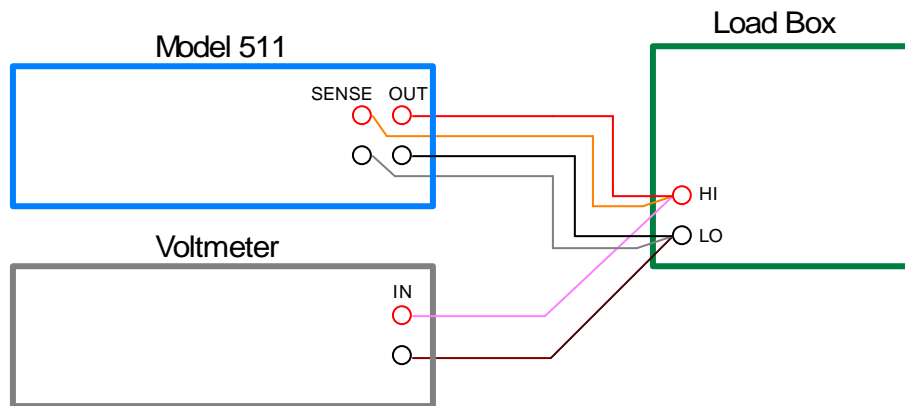 Load Box
Model 511
SENSE OUT
HI
LO
Voltmeter
IN